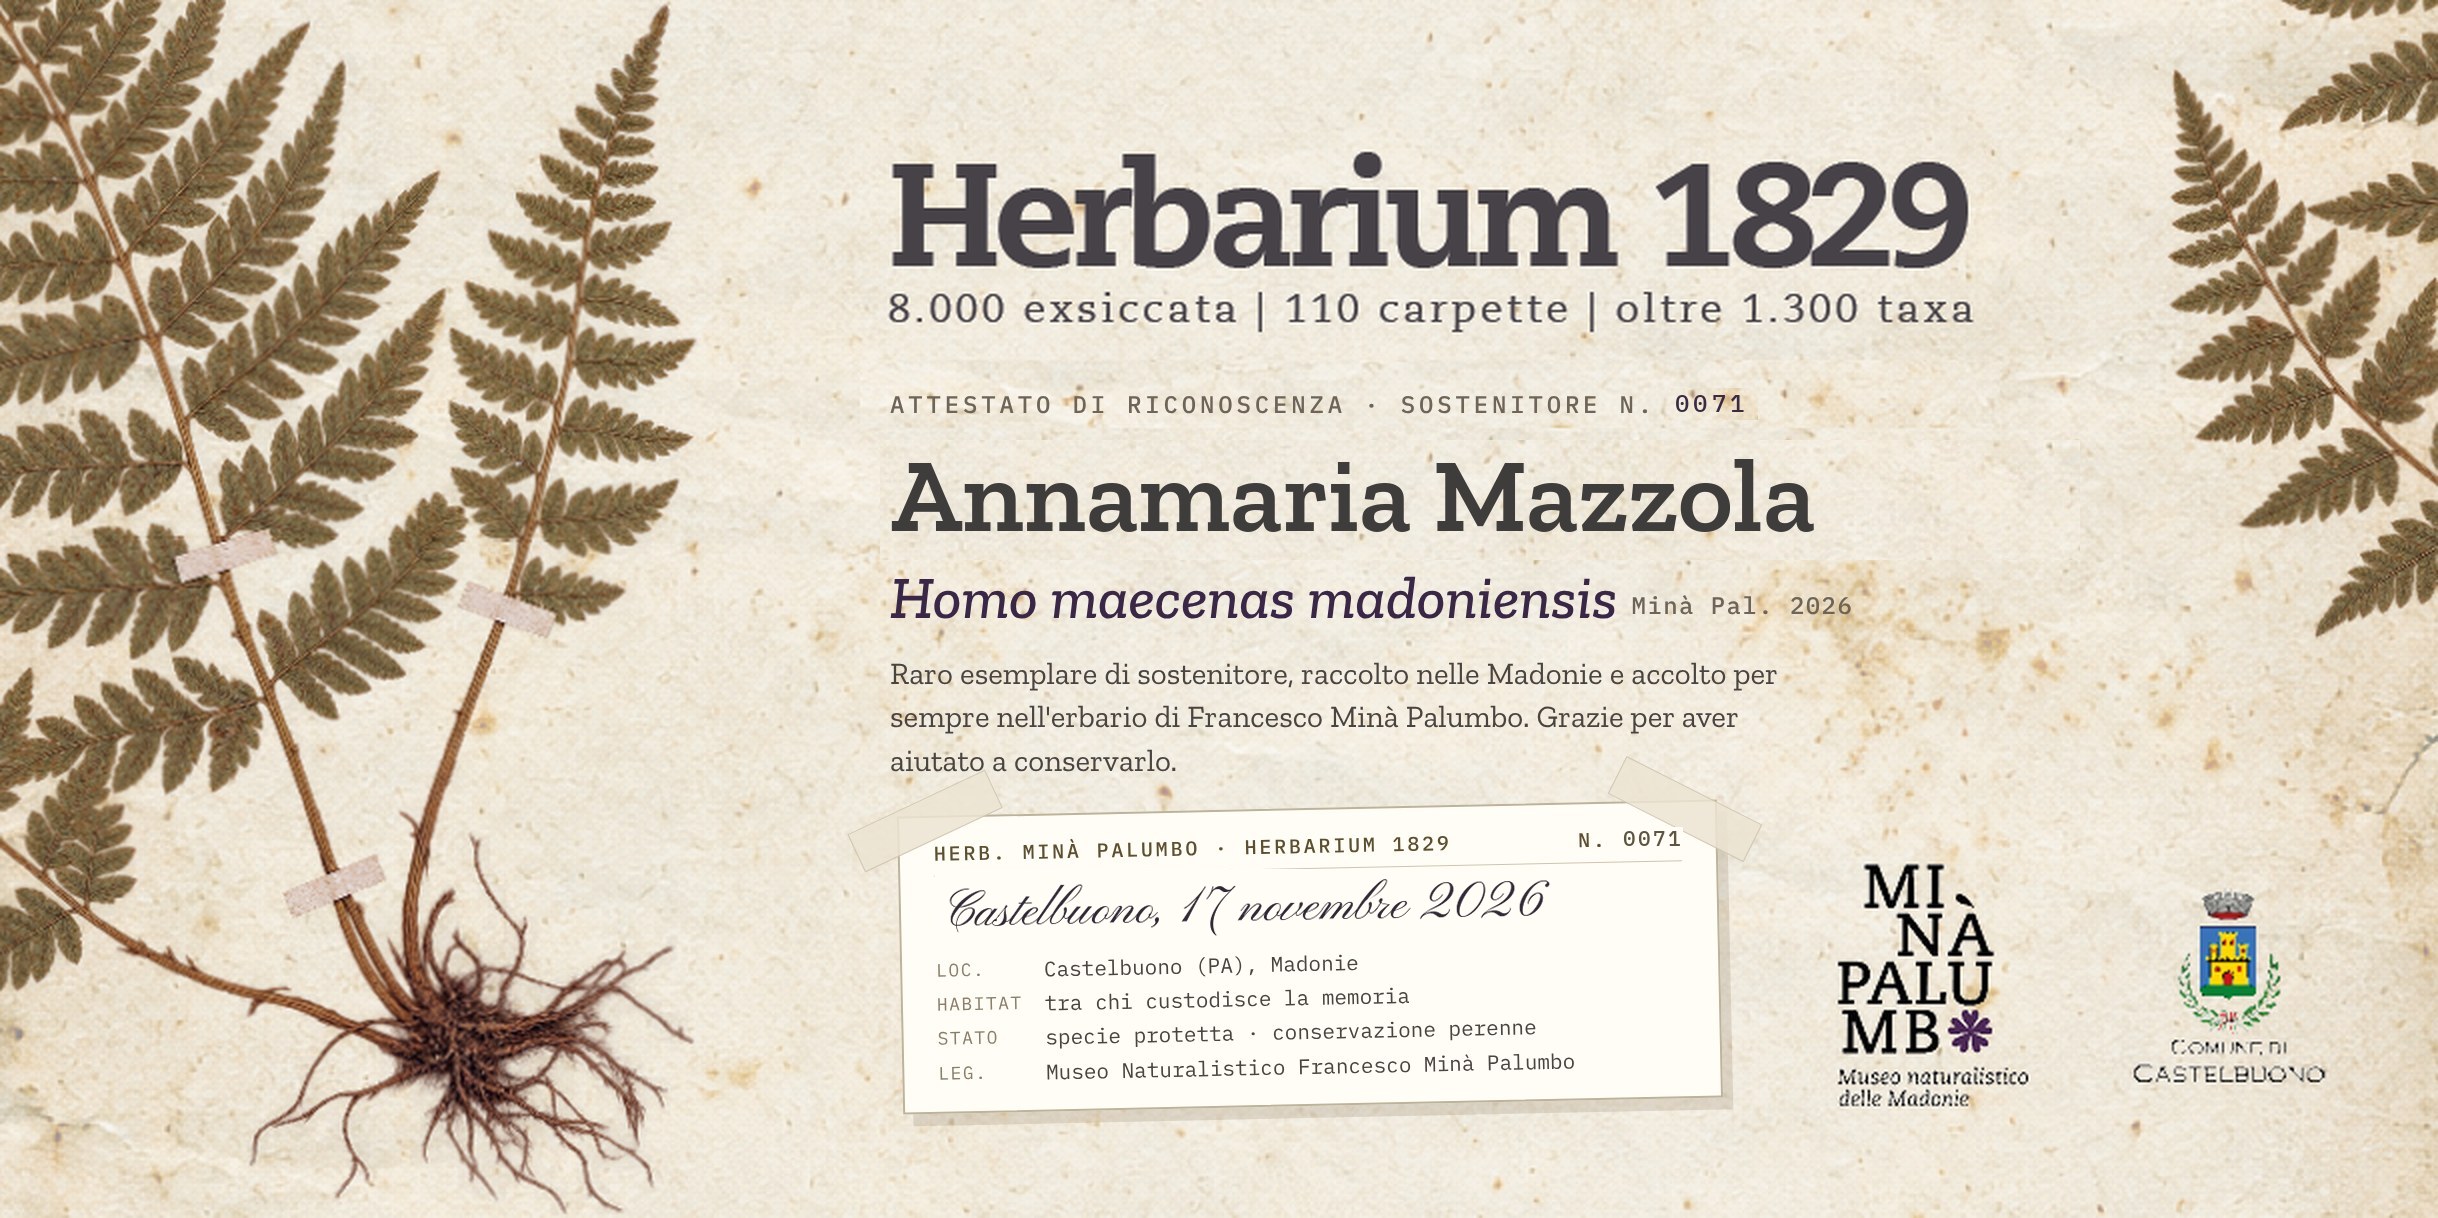 Herbarium 1829
8.000 exsiccata | 110 carpette | oltre 1.300 taxa
ATTESTATO DI RICONOSCENZA · SOSTENITORE N. 0071
Annamaria Mazzola
Homo maecenas madoniensis Minà Pal. 2026
Raro esemplare di sostenitore, raccolto nelle Madonie e accolto per
sempre nell'erbario di Francesco Minà Palumbo. Grazie per aver
aiutato a conservarlo.
HERB. MINÀ PALUMBO · HERBARIUM 1829 N. 0071
Castelbuono, 17 novembre 2026
LOC. Castelbuono (PA), Madonie
HABITAT tra chi custodisce la memoria
STATO specie protetta · conservazione perenne
LEG. Museo Naturalistico Francesco Minà Palumbo
MI
NÀ
PALU
MB
Museo naturalistico
delle Madonie
COMUNE DI
CASTELBUONO